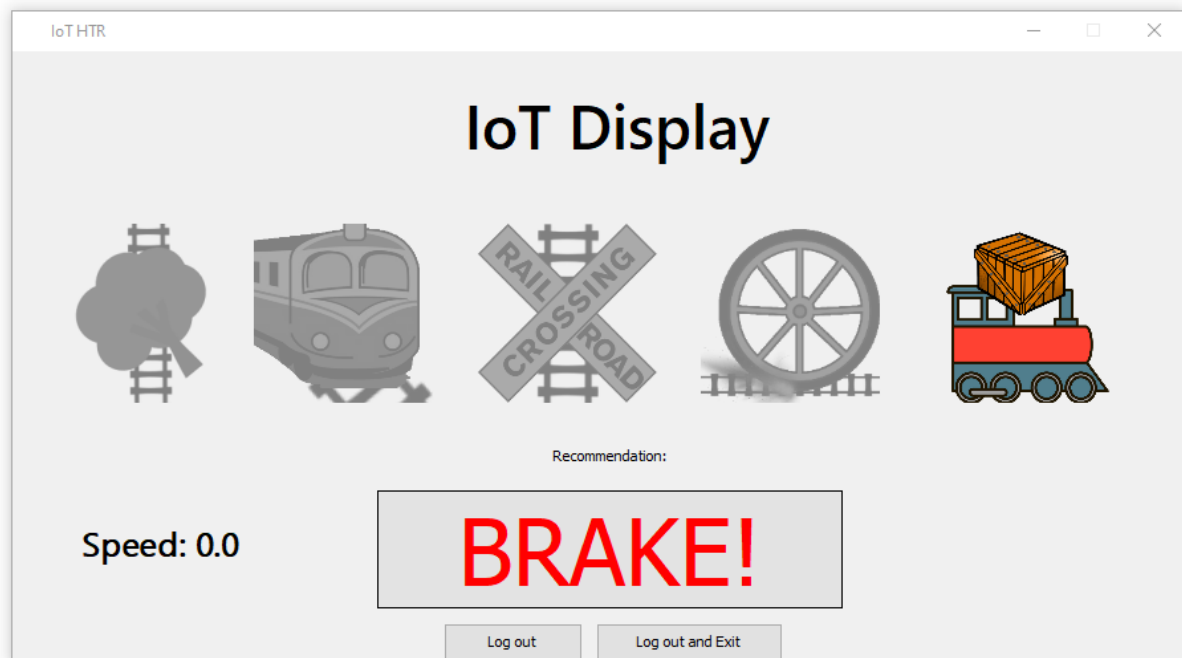 IoT HTR
IoT Display
RAIL
CROSSING
ROAD
Recommendation:
Speed: 0.0
BRAKE!
Log out
Log out and Exit